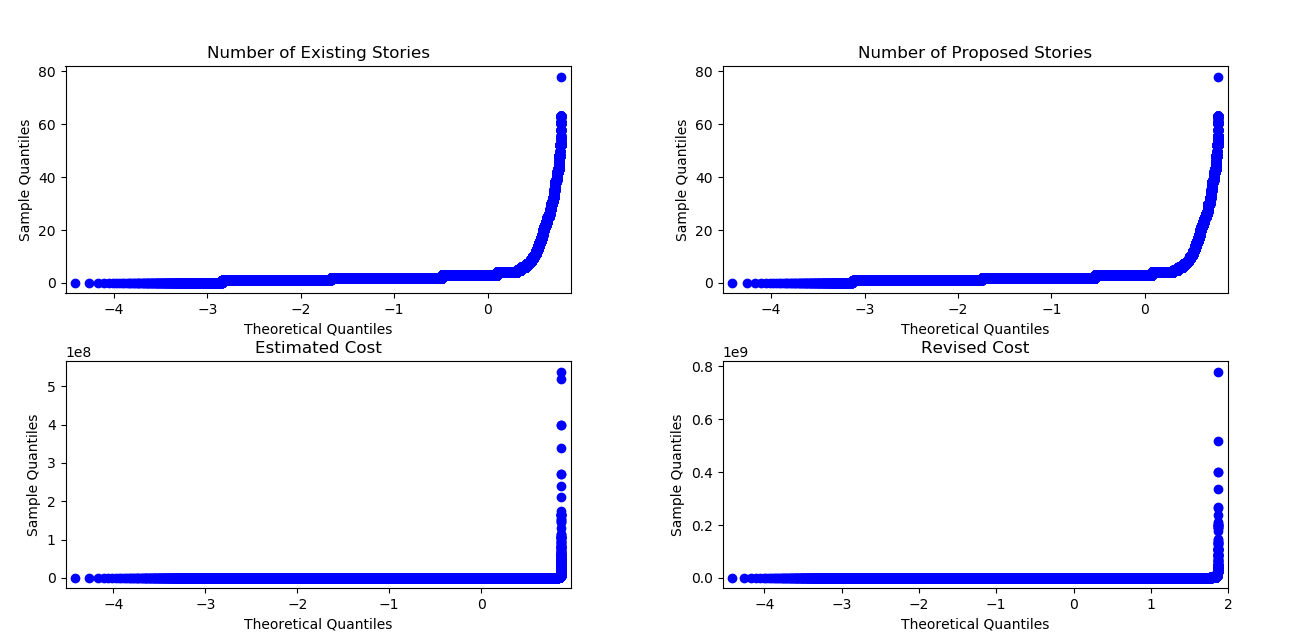 Number of Existing Stories
80
60
40
20
0
Sample Quantiles
−4 −3 −2 −1 0
Theoretical Quantiles
Number of Proposed Stories
80
60
40
20
0
Sample Quantiles
−4 −3 −2 −1 0
Theoretical Quantiles
1e8
Estimated Cost
5
4
3
2
1
0
Sample Quantiles
−4 −3 −2 −1 0
Theoretical Quantiles
1e9
Revised Cost
0.8
0.6
0.4
0.2
0.0
Sample Quantiles
−4 −3 −2 −1 0 1 2
Theoretical Quantiles